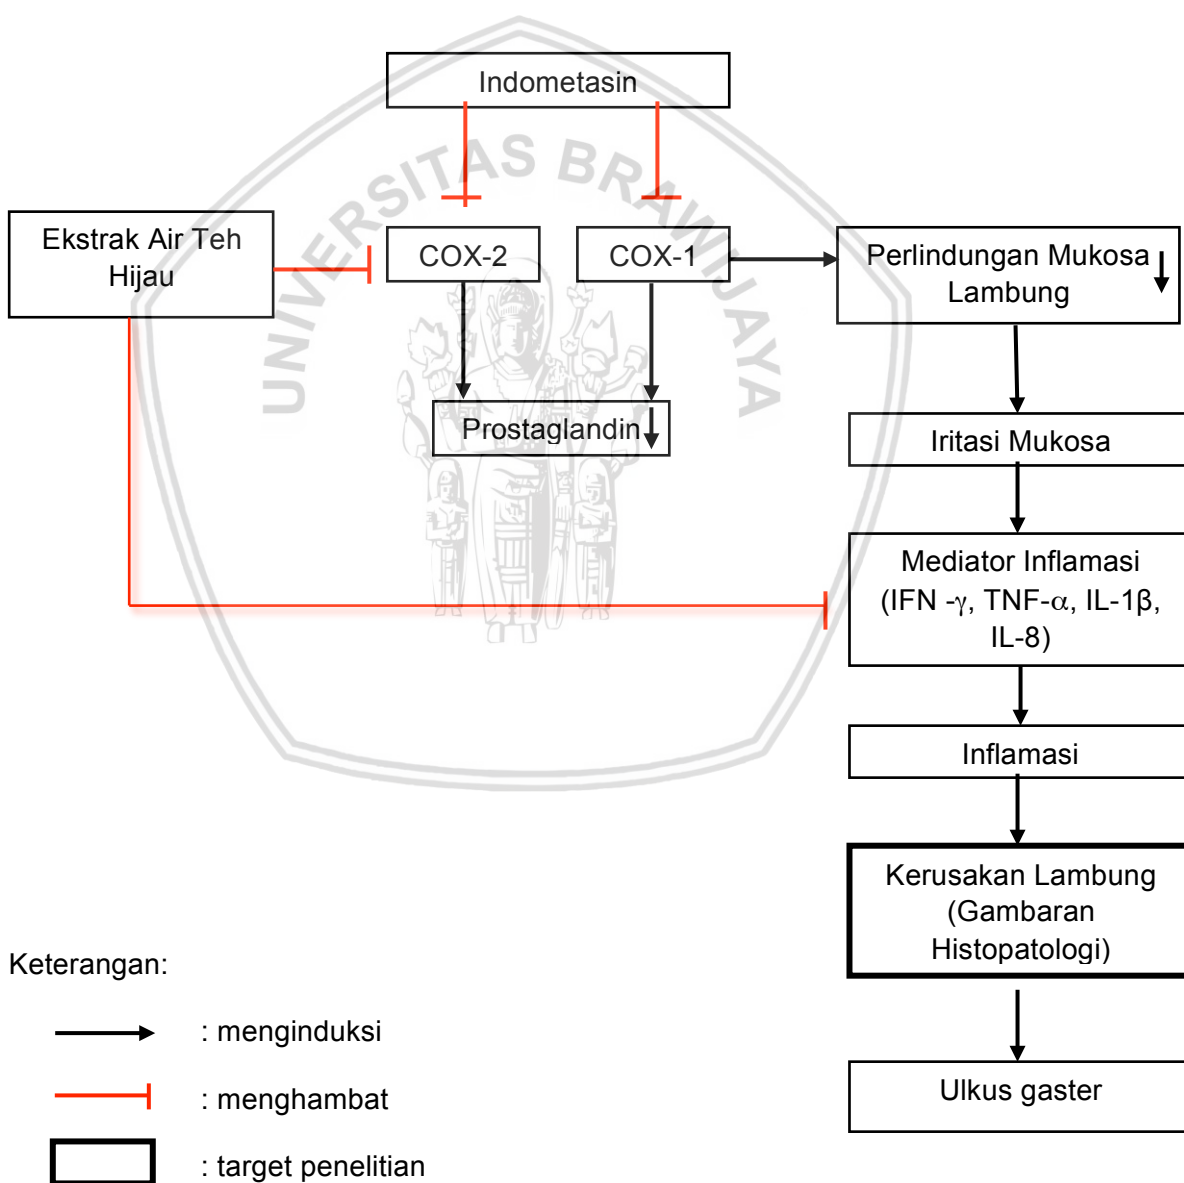 Indometasin
UNIVERSITAS BRAWIJAYA
Ekstrak Air Teh
Hijau
COX-2
COX-1
Perlindungan Mukosa
Lambung
Prostaglandin
Iritasi Mukosa
Mediator Inflamasi
(IFN -γ, TNF-α, IL-1β,
IL-8)
Inflamasi
Kerusakan Lambung
(Gambaran
Histopatologi)
Ulkus gaster
Keterangan:
: menginduksi
: menghambat
: target penelitian